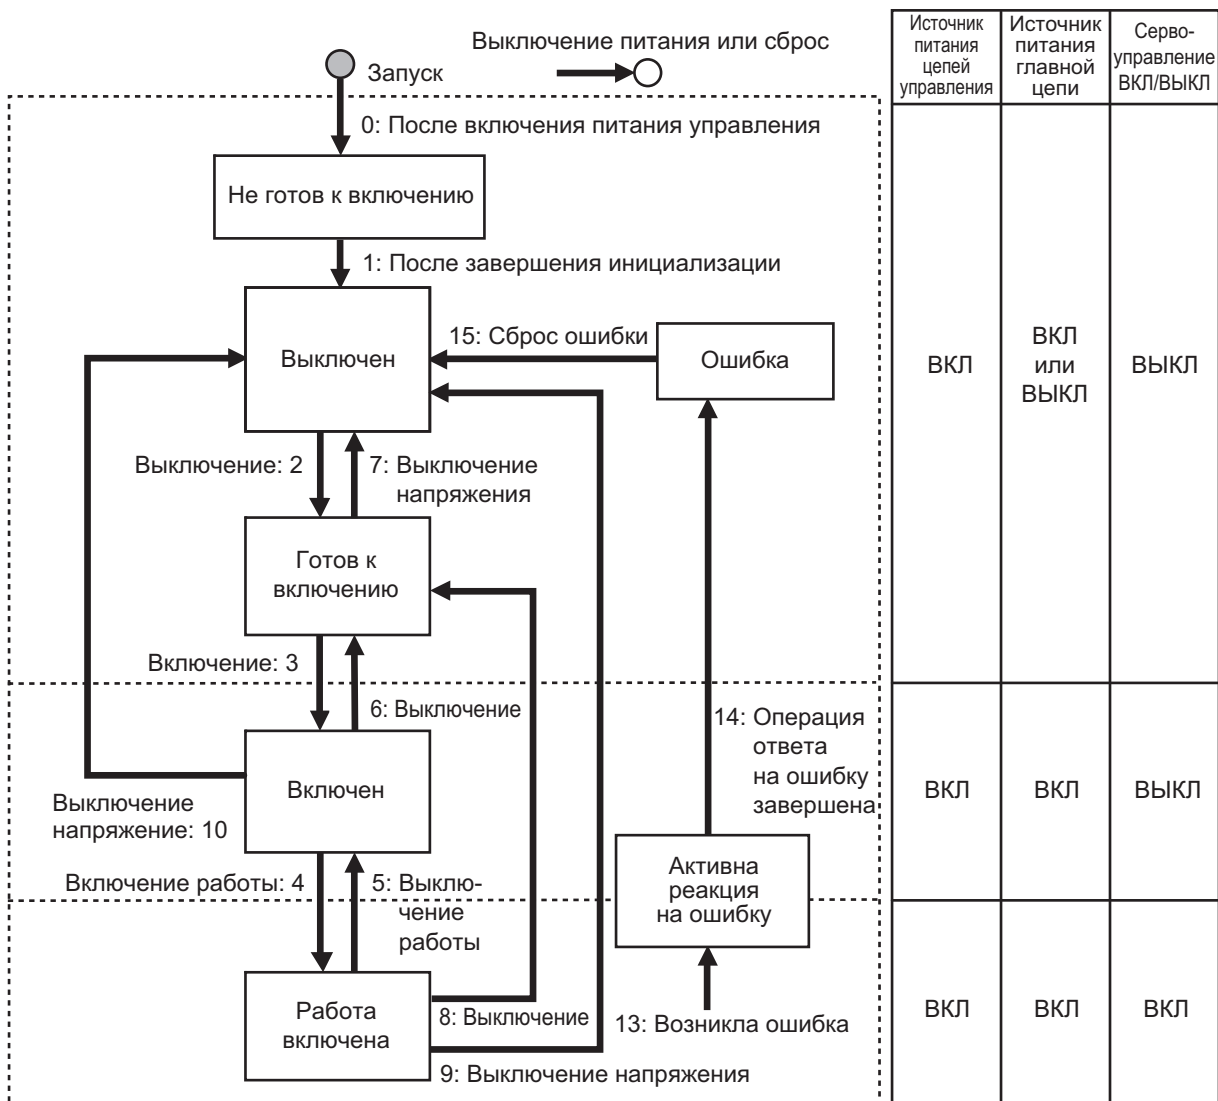 Выключение питания или сброс
Запуск
0: После включения питания управления
Не готов к включению
1: После завершения инициализации
Выключен
15: Сброс ошибки
Ошибка
Выключение: 2
7: Выключение
напряжения
Готов к
включению
Включение: 3
6: Выключение
14: Операция
ответа
на ошибку
завершена
Включен
Выключение
напряжение: 10
Включение работы: 4
5: Выклю-
чение
работы
Активна
реакция
на ошибку
Работа
включена
8: Выключение
13: Возникла ошибка
9: Выключение напряжения
Источник
питания
цепей
управления
Источник
питания
главной
цепи
Серво-
управление
ВКЛ/ВЫКЛ
ВКЛ
ВКЛ
или
ВЫКЛ
ВЫКЛ
ВКЛ
ВКЛ
ВЫКЛ
ВКЛ
ВКЛ
ВКЛ